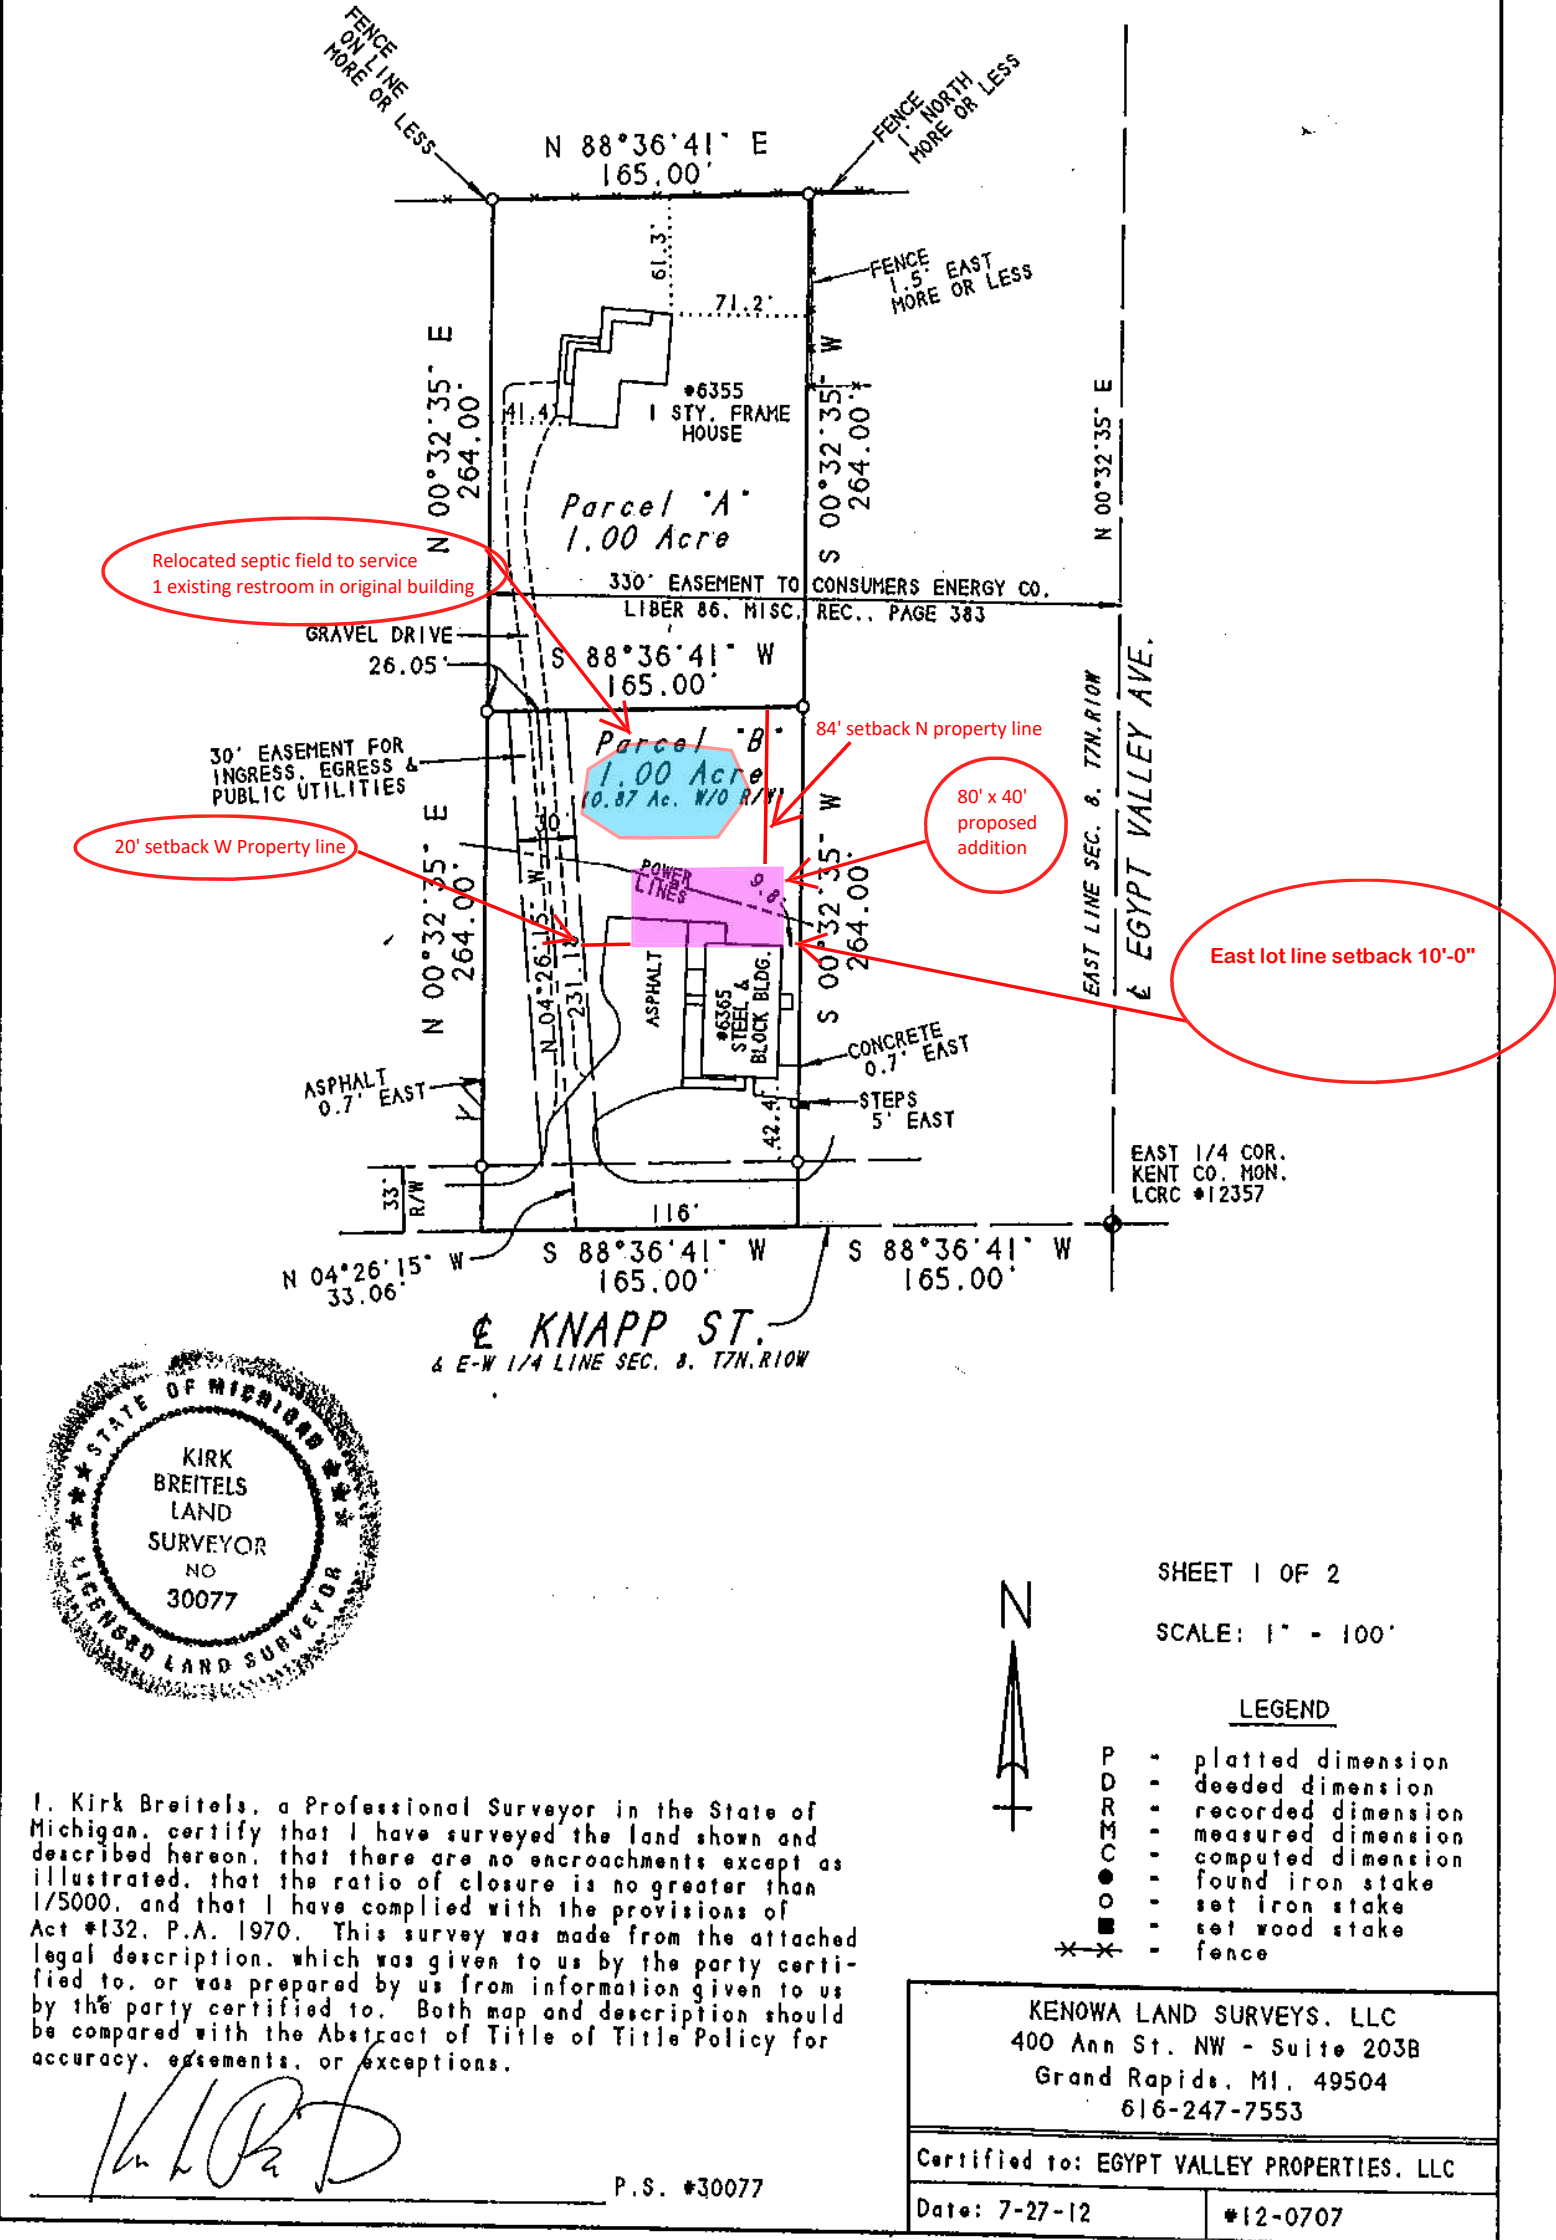 FENCE
ON LINE
MORE OR LESS
N 88°36'41" E
165.00'
FENCE
1' NORTH
MORE OR LESS
61.3'
71.2'
FENCE
1.5' EAST
MORE OR LESS
N 00°32'35" E
264.00'
41.4'
#6355
1 STY. FRAME
HOUSE
S 00°32'35" W
264.00'
N 00°32'35" E
Parcel "A"
1.00 Acre
Relocated septic field to service
1 existing restroom in original building
330' EASEMENT TO CONSUMERS ENERGY CO.
LIBER 86, MISC. REC., PAGE 383
GRAVEL DRIVE
26.05'
S 88°36'41" W
165.00'
30' EASEMENT FOR
INGRESS, EGRESS &
PUBLIC UTILITIES
Parcel "B"
1.00 Acre
(0.87 Ac. W/O R/W)
84' setback N property line
80' x 40'
proposed
addition
20' setback W Property line
30'
POWER
LINES
9.8'
N 00°32'35" E
264.00'
N 04°26'15" W
231.18'
ASPHALT
#6365
STEEL &
BLOCK BLDG.
S 00°32'35" W
264.00'
EAST LINE SEC. 8, T7N,R10W
℄ EGYPT VALLEY AVE.
East lot line setback 10'-0"
CONCRETE
0.7' EAST
ASPHALT
0.7' EAST
STEPS
5' EAST
42.4'
33'
R/W
116'
EAST 1/4 COR.
KENT CO. MON.
LCRC #12357
N 04°26'15" W
33.06'
S 88°36'41" W
165.00'
S 88°36'41" W
165.00'
℄ KNAPP ST.
& E-W 1/4 LINE SEC. 8, T7N,R10W
STATE OF MICHIGAN
KIRK
BREITELS
LAND
SURVEYOR
NO
30077
LICENSED LAND SURVEYOR
N
SHEET 1 OF 2
SCALE: 1" = 100'
LEGEND
P - platted dimension
D - deeded dimension
R - recorded dimension
M - measured dimension
C - computed dimension
● - found iron stake
○ - set iron stake
■ - set wood stake
x-x - fence
I, Kirk Breitels, a Professional Surveyor in the State of
Michigan, certify that I have surveyed the land shown and
described hereon, that there are no encroachments except as
illustrated, that the ratio of closure is no greater than
1/5000, and that I have complied with the provisions of
Act #132, P.A. 1970. This survey was made from the attached
legal description, which was given to us by the party certi-
fied to, or was prepared by us from information given to us
by the party certified to. Both map and description should
be compared with the Abstract of Title of Title Policy for
accuracy, easements, or exceptions.
P.S. #30077
KENOWA LAND SURVEYS, LLC
400 Ann St. NW - Suite 203B
Grand Rapids, MI. 49504
616-247-7553
Certified to: EGYPT VALLEY PROPERTIES, LLC
Date: 7-27-12
#12-0707